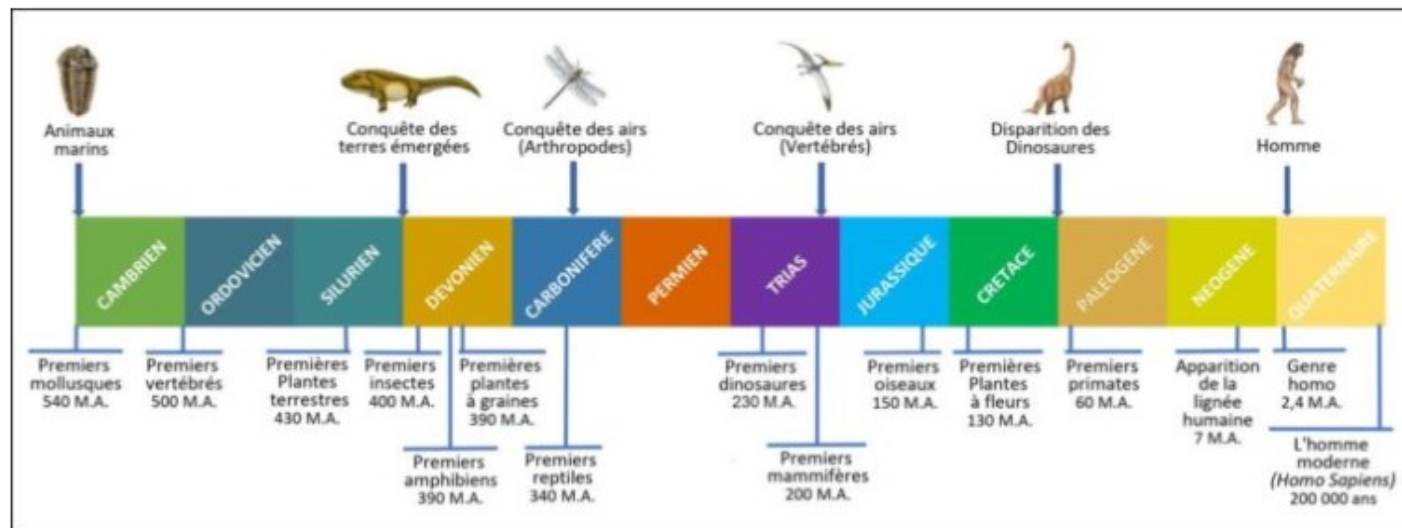 Animaux
marins
Conquête des
terres émergées
Conquête des airs
(Arthropodes)
Conquête des airs
(Vertébrés)
Disparition des
Dinosaures
Homme
CAMBRIEN
ORDOVICIEN
SILURIEN
DEVONIEN
CARBONIFERE
PERMIEN
TRIAS
JURASSIQUE
CRETACE
PALEOGENE
NEOGENE
QUATERNAIRE
Premiers
mollusques
540 M.A.
Premiers
vertébrés
500 M.A.
Premières
Plantes
terrestres
430 M.A.
Premiers
insectes
400 M.A.
Premiers
amphibiens
390 M.A.
Premières
plantes
à graines
390 M.A.
Premiers
reptiles
340 M.A.
Premiers
dinosaures
230 M.A.
Premiers
mammifères
200 M.A.
Premiers
oiseaux
150 M.A.
Premières
Plantes
à fleurs
130 M.A.
Premiers
primates
60 M.A.
Apparition
de la
lignée
humaine
7 M.A.
Genre
homo
2,4 M.A.
L'homme
moderne
(Homo Sapiens)
200 000 ans